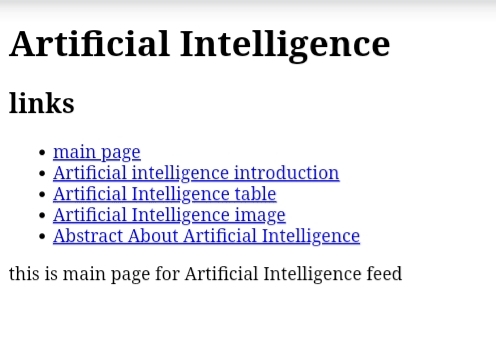 Artificial Intelligence
links
main page
Artificial intelligence introduction
Artificial Intelligence table
Artificial Intelligence image
Abstract About Artificial Intelligence
this is main page for Artificial Intelligence feed